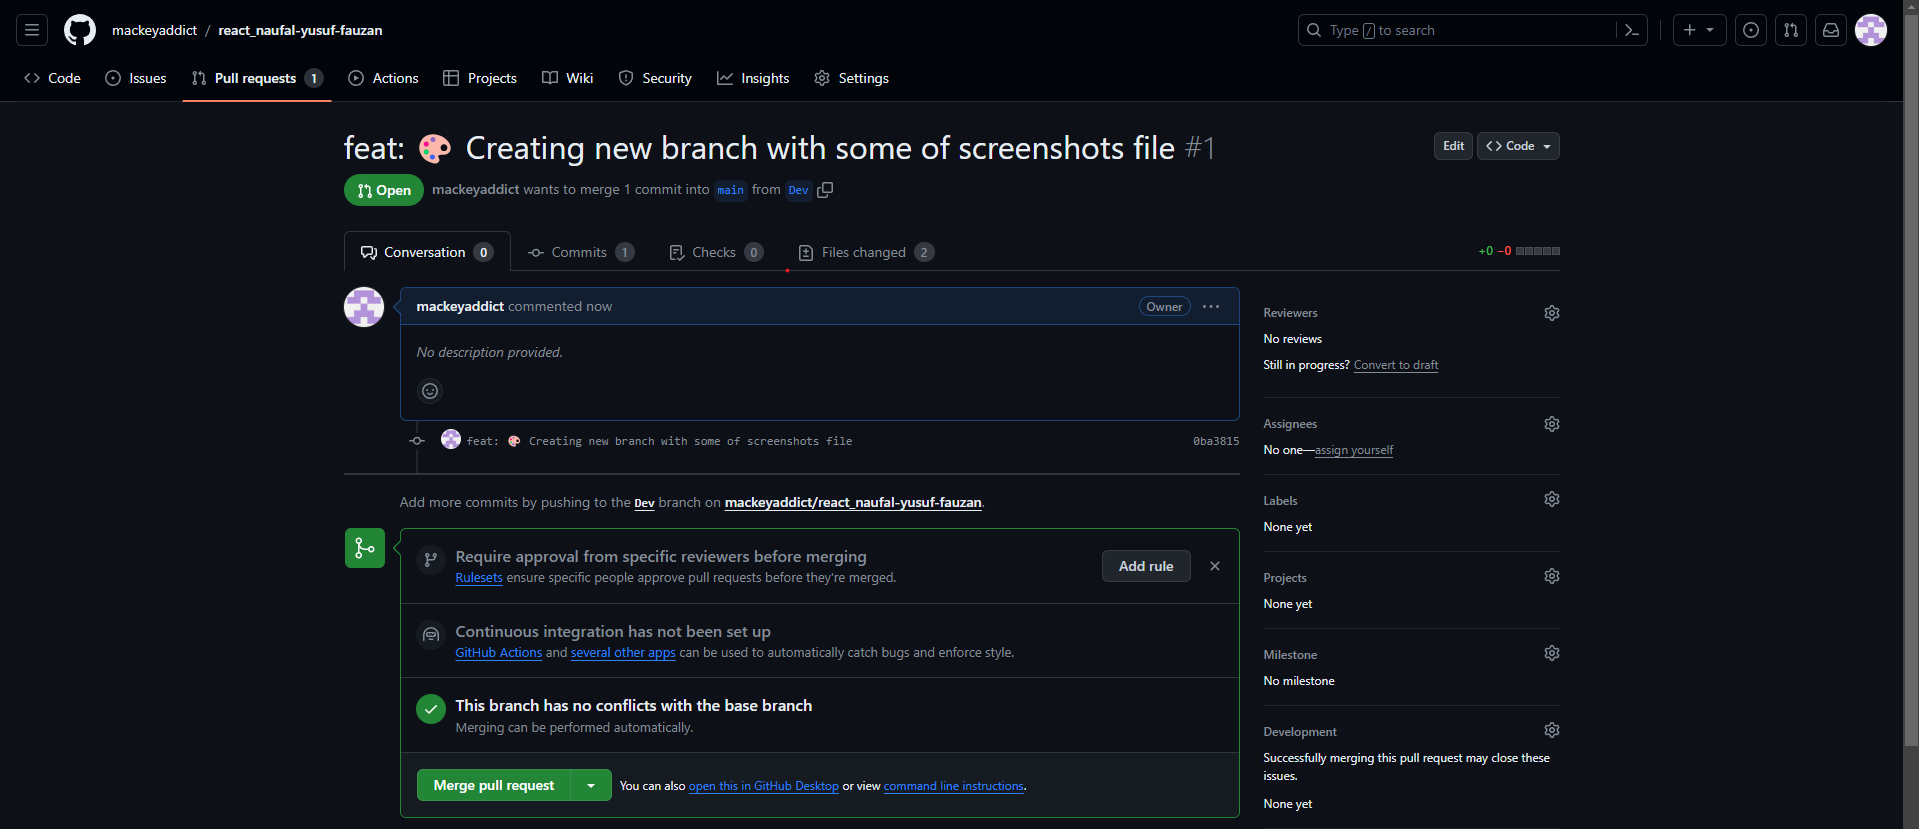 mackeyaddict / react_naufal-yusuf-fauzan
Type / to search
Code Issues Pull requests 1 Actions Projects Wiki Security Insights Settings
feat: 🎨 Creating new branch with some of screenshots file #1
Edit Code
Open mackeyaddict wants to merge 1 commit into main from Dev
Conversation 0 Commits 1 Checks 0 Files changed 2
+0 −0
mackeyaddict commented now
Owner
No description provided.
feat: 🎨 Creating new branch with some of screenshots file
0ba3815
Add more commits by pushing to the Dev branch on mackeyaddict/react_naufal-yusuf-fauzan.
Require approval from specific reviewers before merging
Rulesets ensure specific people approve pull requests before they're merged.
Add rule
Continuous integration has not been set up
GitHub Actions and several other apps can be used to automatically catch bugs and enforce style.
This branch has no conflicts with the base branch
Merging can be performed automatically.
Merge pull request
You can also open this in GitHub Desktop or view command line instructions.
Reviewers
No reviews
Still in progress? Convert to draft
Assignees
No one—assign yourself
Labels
None yet
Projects
None yet
Milestone
No milestone
Development
Successfully merging this pull request may close these
issues.
None yet